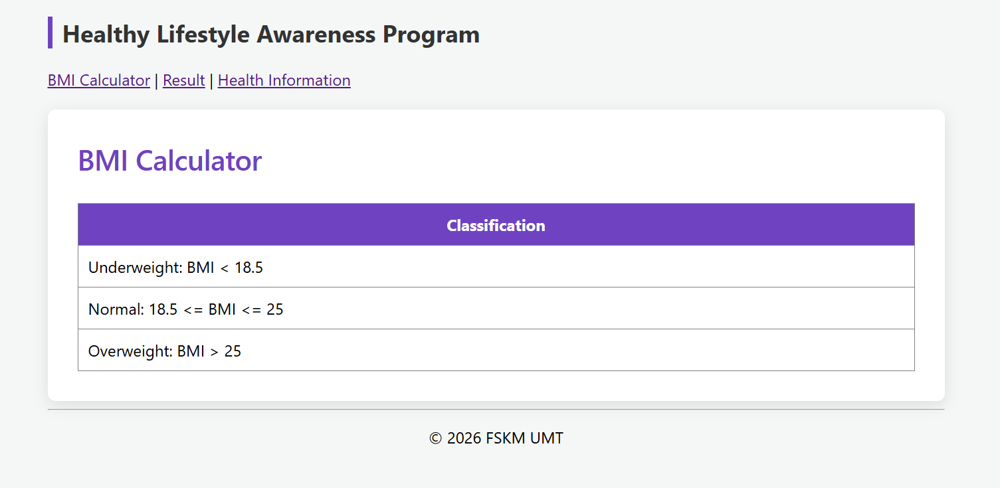 Healthy Lifestyle Awareness Program
BMI Calculator | Result | Health Information
BMI Calculator
Classification
Underweight: BMI < 18.5
Normal: 18.5 <= BMI <= 25
Overweight: BMI > 25
© 2026 FSKM UMT